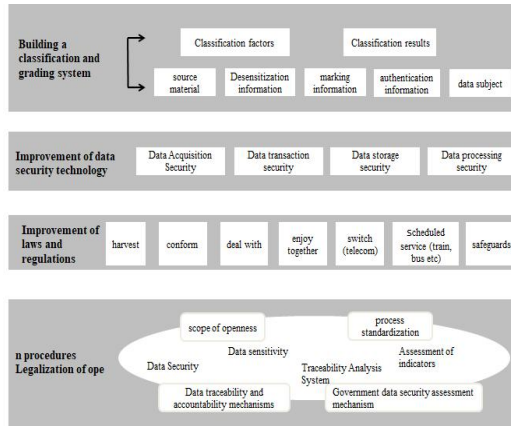 Building a
classification and
grading system
Classification factors
Classification results
source
material
Desensitization
information
marking
information
authentication
information
data subject
Improvement of data
security technology
Data Acquisition
Security
Data transaction
security
Data storage
security
Data processing
security
Improvement of
laws and
regulations
harvest
conform
deal with
enjoy
together
switch
(telecom)
Scheduled
service (train,
bus etc)
safeguards
n procedures
Legalization of ope
scope of openness
process
standardization
Data sensitivity
Assessment of
indicators
Data Security
Traceability Analysis
System
Data traceability and
accountability mechanisms
Government data security assessment
mechanism